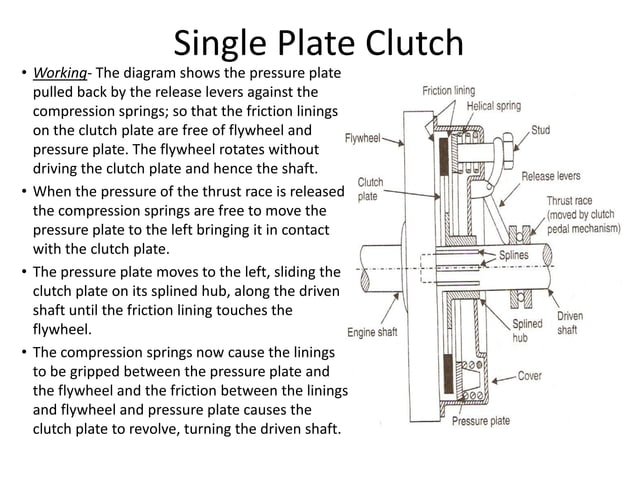 Single Plate Clutch
• Working- The diagram shows the pressure plate
pulled back by the release levers against the
compression springs; so that the friction linings
on the clutch plate are free of flywheel and
pressure plate. The flywheel rotates without
driving the clutch plate and hence the shaft.
• When the pressure of the thrust race is released
the compression springs are free to move the
pressure plate to the left bringing it in contact
with the clutch plate.
• The pressure plate moves to the left, sliding the
clutch plate on its splined hub, along the driven
shaft until the friction lining touches the
flywheel.
• The compression springs now cause the linings
to be gripped between the pressure plate and
the flywheel and the friction between the linings
and flywheel and pressure plate causes the
clutch plate to revolve, turning the driven shaft.
Friction lining
Helical spring
Stud
Flywheel
Release levers
Clutch
plate
Thrust race
(moved by clutch
pedal mechanism)
Splines
Engine shaft
Splined
hub
Driven
shaft
Cover
Pressure plate